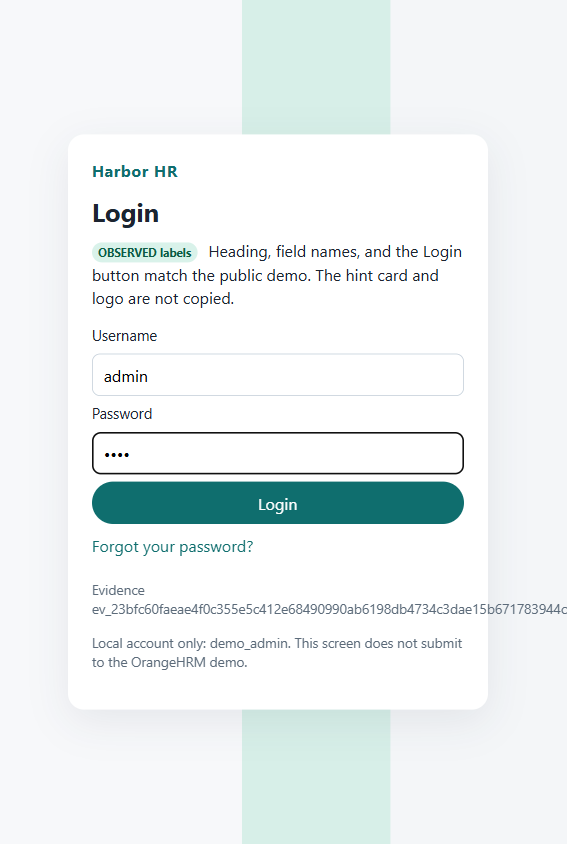 Harbor HR
Login
OBSERVED labels Heading, field names, and the Login
button match the public demo. The hint card and
logo are not copied.
Username
admin
Password
••••
Login
Forgot your password?
Evidence
ev_23bfc60faeae4f0c355e5c412e68490990ab6198db4734c3dae15b671783944c
Local account only: demo_admin. This screen does not submit
to the OrangeHRM demo.